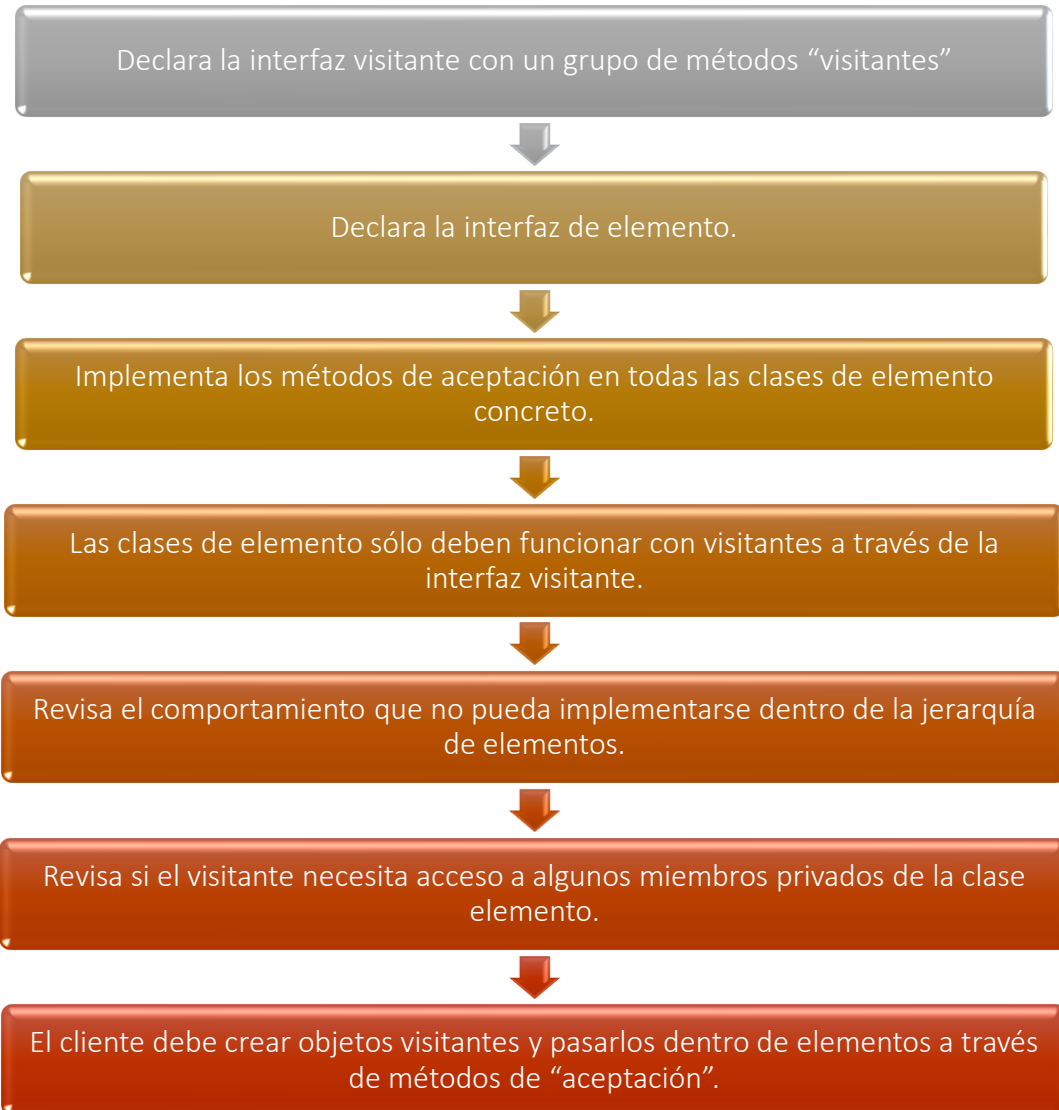 Declara la interfaz visitante con un grupo de métodos “visitantes”
Declara la interfaz de elemento.
Implementa los métodos de aceptación en todas las clases de elemento
concreto.
Las clases de elemento sólo deben funcionar con visitantes a través de la
interfaz visitante.
Revisa el comportamiento que no pueda implementarse dentro de la jerarquía
de elementos.
Revisa si el visitante necesita acceso a algunos miembros privados de la clase
elemento.
El cliente debe crear objetos visitantes y pasarlos dentro de elementos a través
de métodos de “aceptación”.